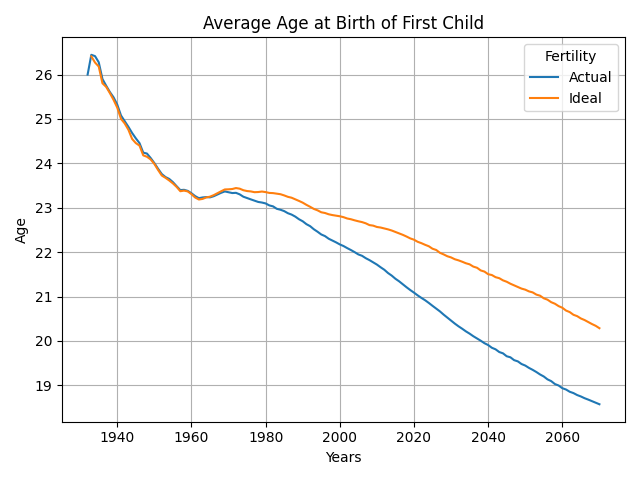 Average Age at Birth of First Child
Fertility
Actual
Ideal
Age
26
25
24
23
22
21
20
19
1940 1960 1980 2000 2020 2040 2060
Years